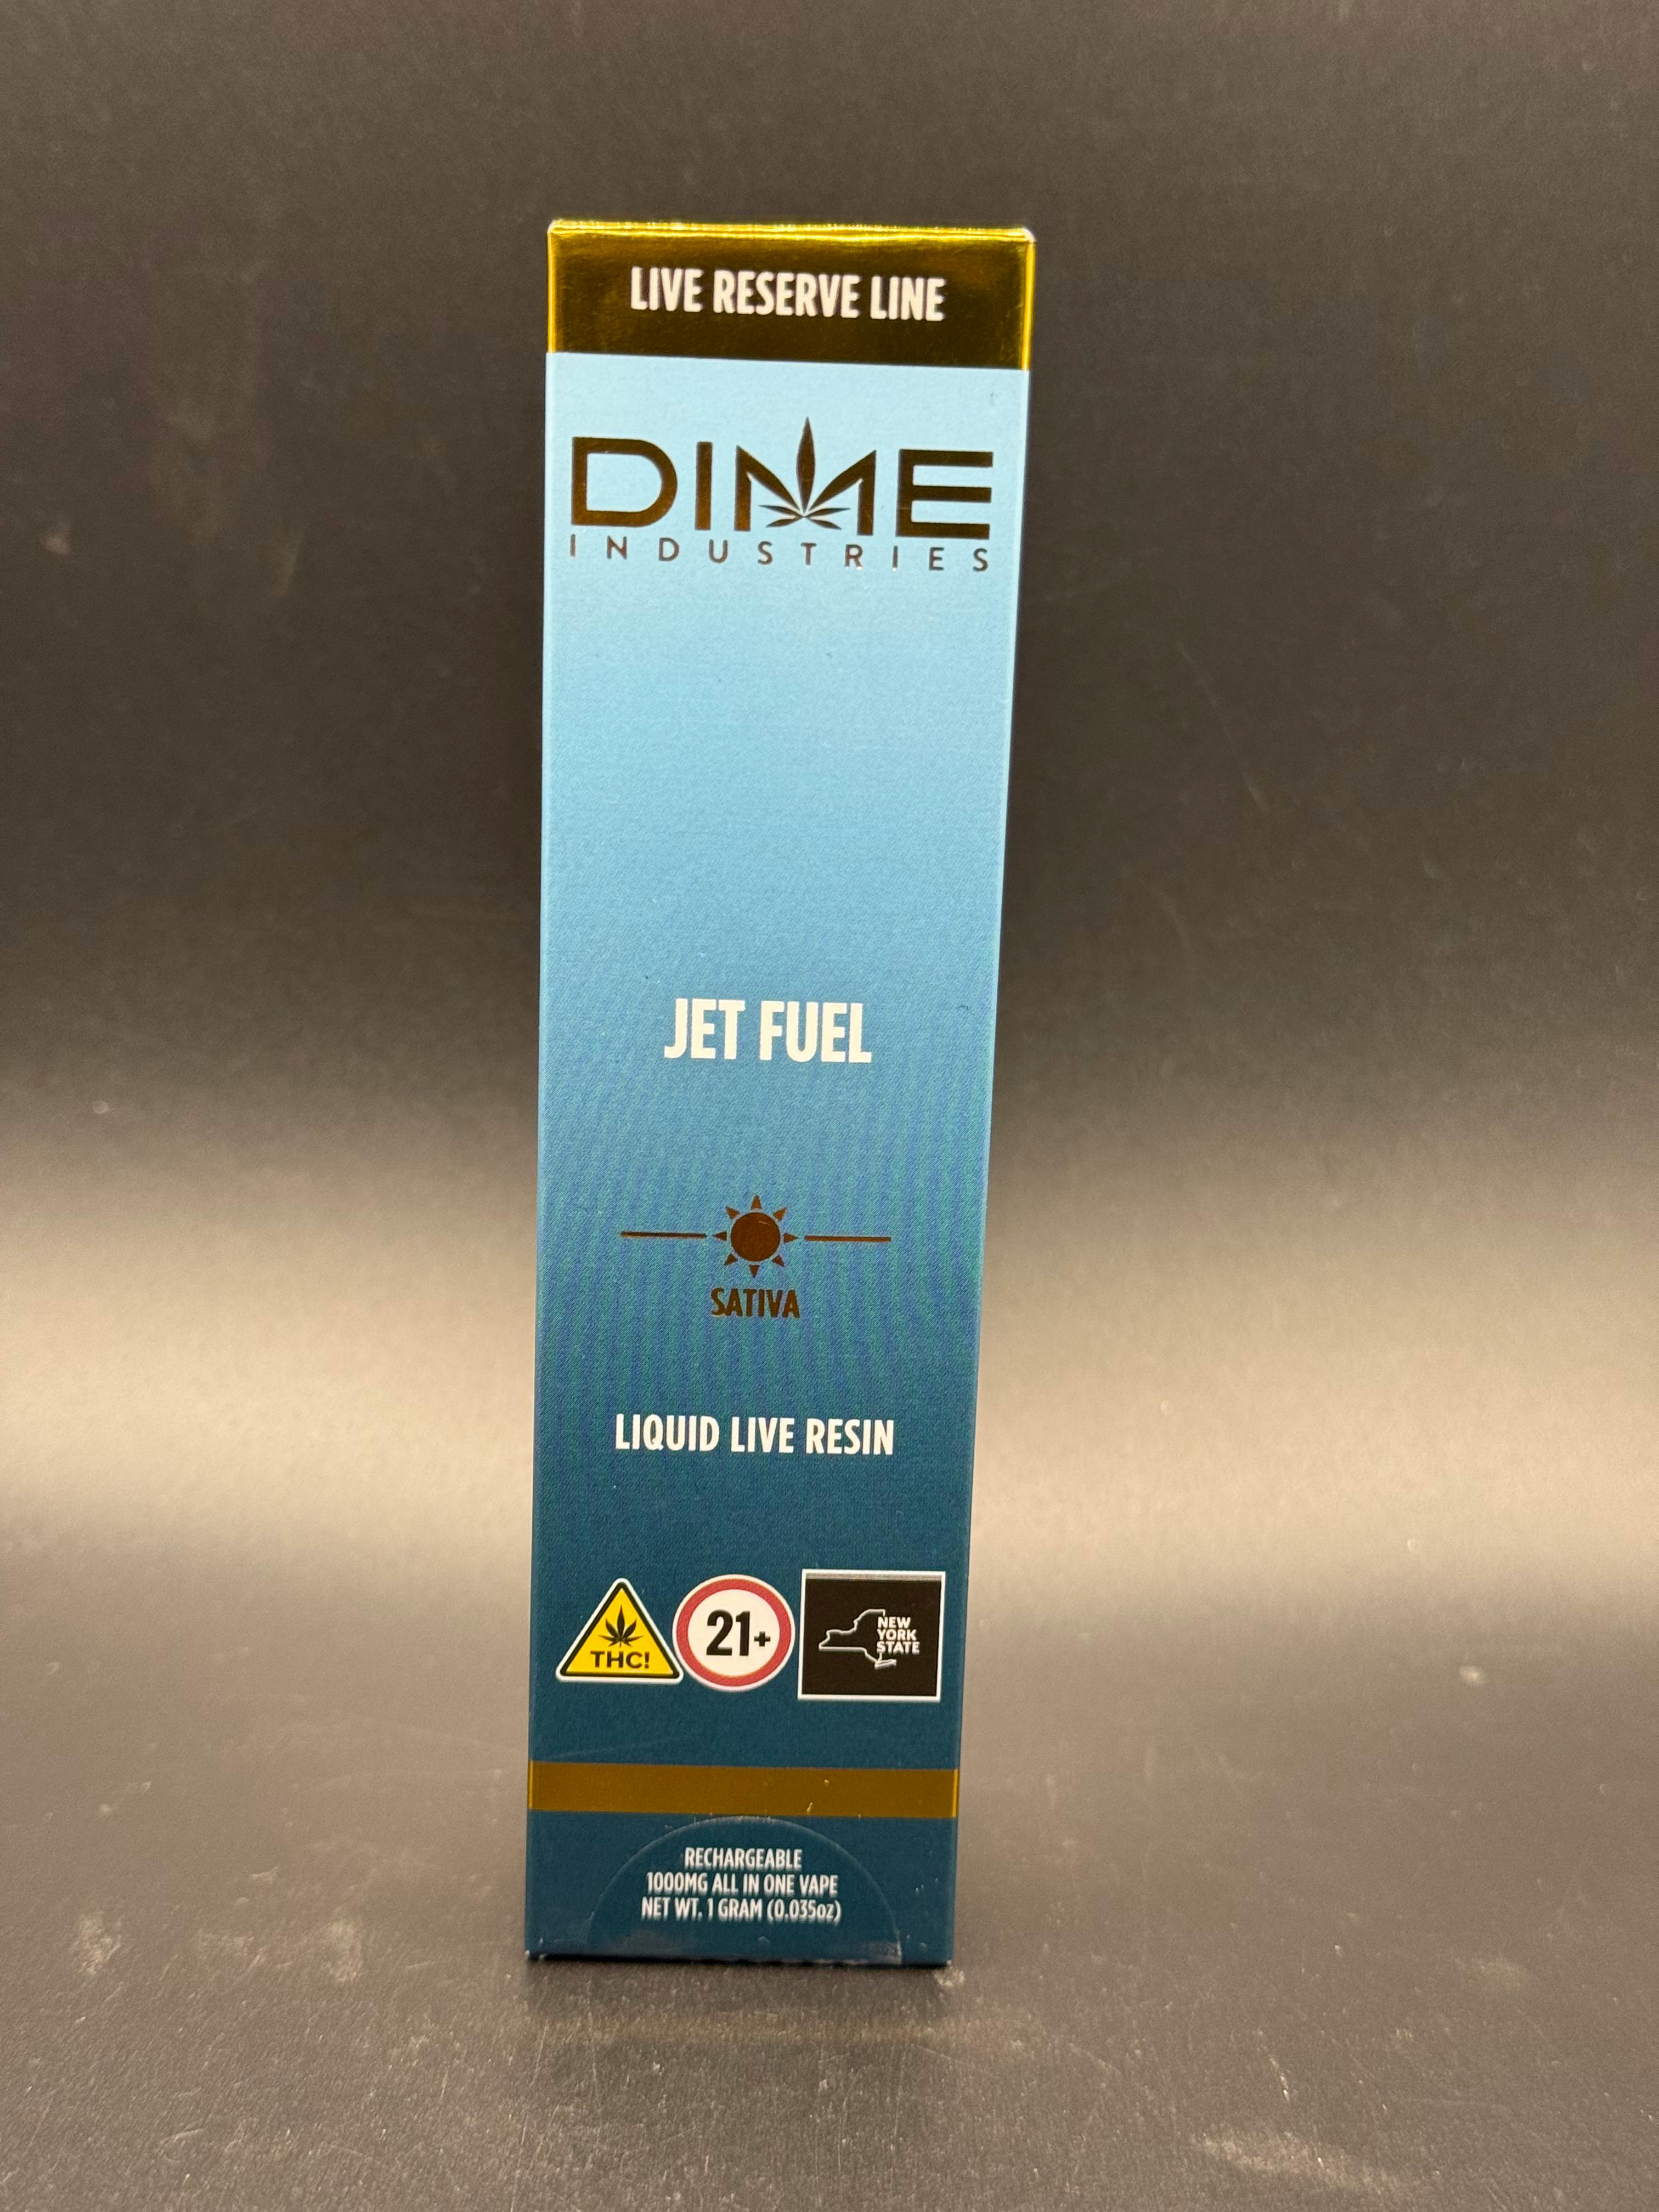 LIVE RESERVE LINE
DIME
INDUSTRIES
JET FUEL
SATIVA
LIQUID LIVE RESIN
THC!
21+
NEW
YORK
STATE
RECHARGEABLE
1000MG ALL IN ONE VAPE
NET WT. 1 GRAM (0.035oz)